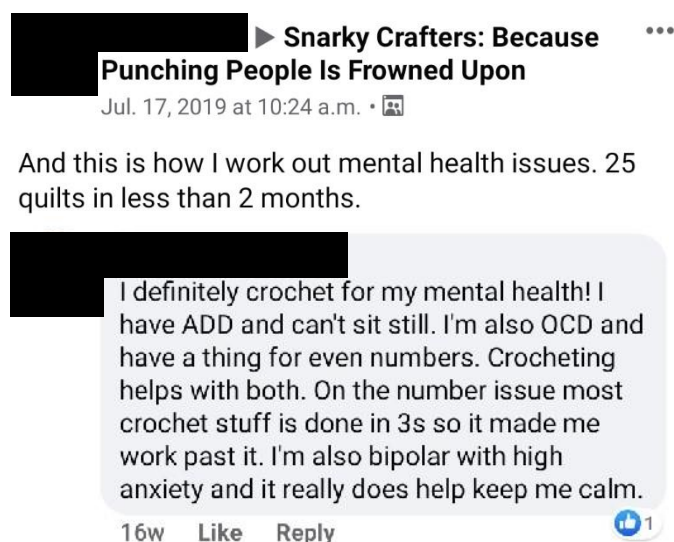 Snarky Crafters: Because
Punching People Is Frowned Upon
Jul. 17, 2019 at 10:24 a.m. •
And this is how I work out mental health issues. 25
quilts in less than 2 months.
I definitely crochet for my mental health! I
have ADD and can't sit still. I'm also OCD and
have a thing for even numbers. Crocheting
helps with both. On the number issue most
crochet stuff is done in 3s so it made me
work past it. I'm also bipolar with high
anxiety and it really does help keep me calm.
16w Like Reply 1